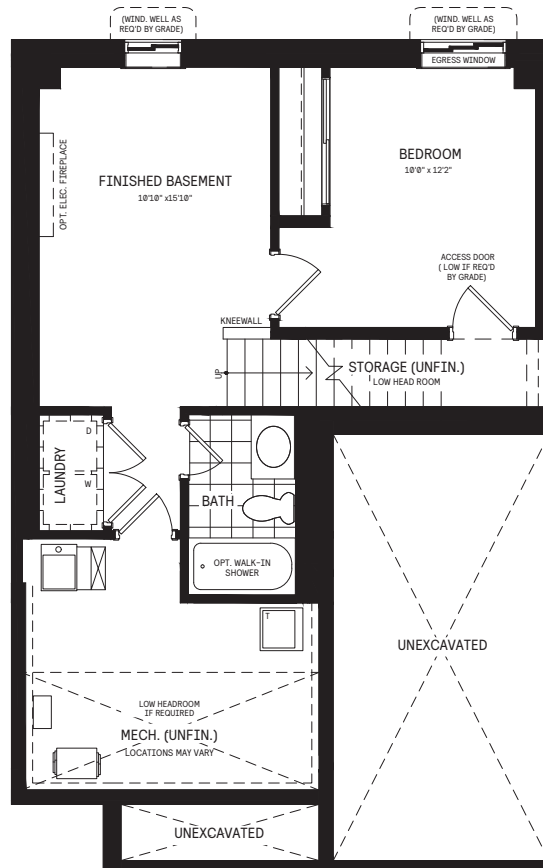 (WIND. WELL AS
REQ'D BY GRADE)
(WIND. WELL AS
REQ'D BY GRADE)
EGRESS WINDOW
OPT. ELEC. FIREPLACE
FINISHED BASEMENT
10'10" x15'10"
BEDROOM
10'0" x 12'2"
ACCESS DOOR
( LOW IF REQ'D
BY GRADE)
KNEEWALL
UP
STORAGE (UNFIN.)
LOW HEAD ROOM
LAUNDRY
D
W
BATH
OPT. WALK-IN
SHOWER
T
UNEXCAVATED
LOW HEADROOM
IF REQUIRED
MECH. (UNFIN.)
LOCATIONS MAY VARY
UNEXCAVATED